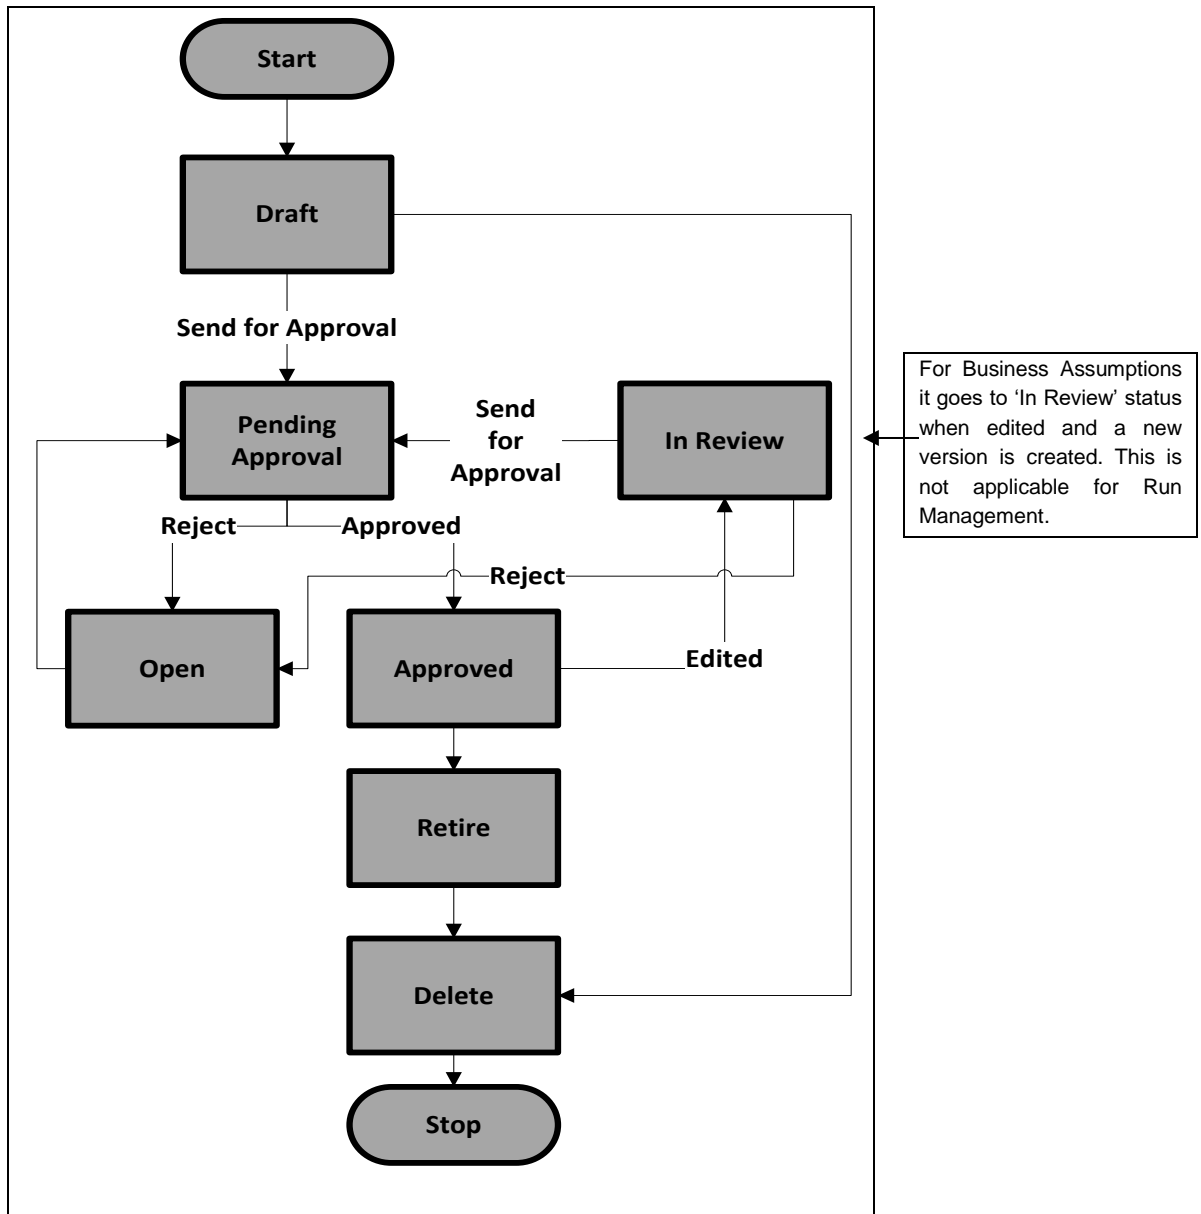 Start
Draft
Send for Approval
Pending
Approval
Send
for
Approval
In Review
For Business Assumptions
it goes to ‘In Review’ status
when edited and a new
version is created. This is
not applicable for Run
Management.
Reject
Approved
Reject
Open
Approved
Edited
Retire
Delete
Stop